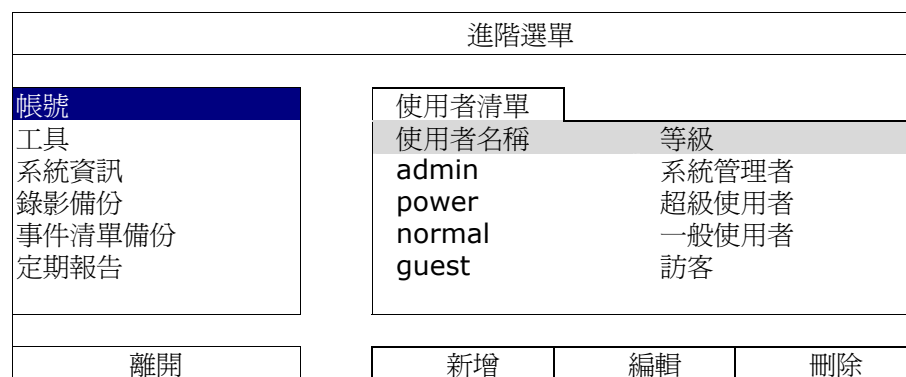 進階選單
帳號
工具
系統資訊
錄影備份
事件清單備份
定期報告
使用者清單
使用者名稱 等級
admin 系統管理者
power 超級使用者
normal 一般使用者
guest 訪客
離開 新增 編輯 刪除